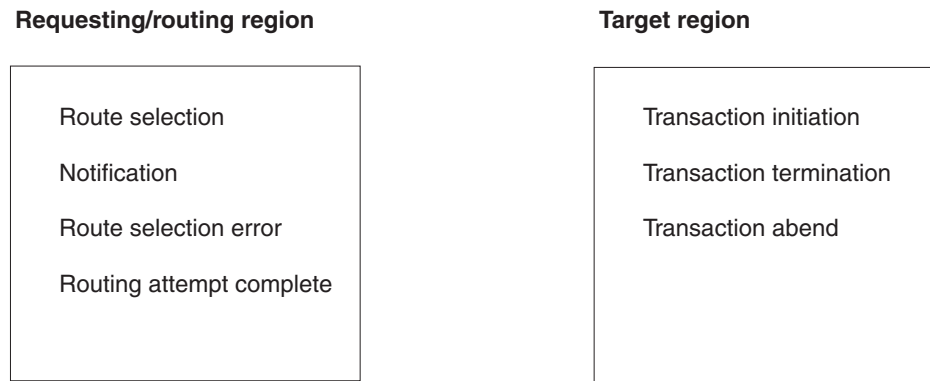 Requesting/routing region
Route selection
Notification
Route selection error
Routing attempt complete
Target region
Transaction initiation
Transaction termination
Transaction abend